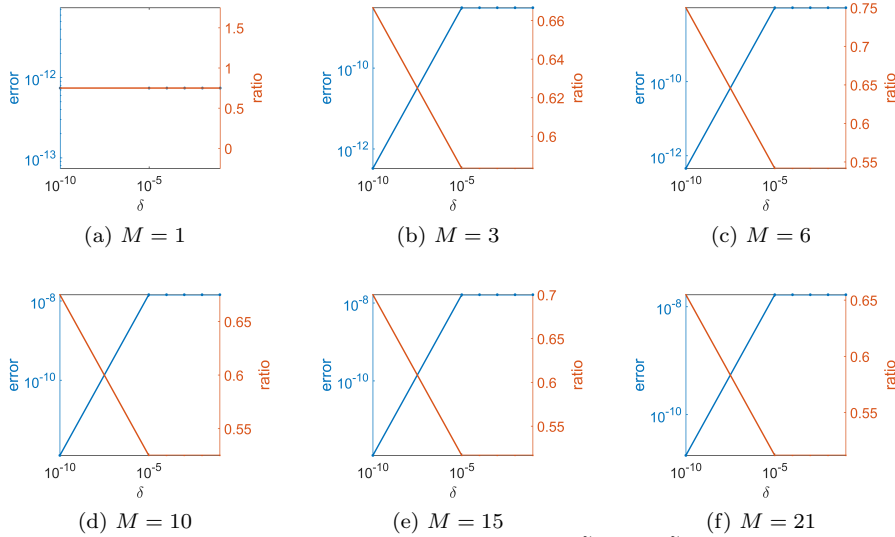 error
10^-12
10^-13
1.5
1
0.5
0
ratio
10^-10
10^-5
δ
(a) M = 1
error
10^-10
10^-12
0.66
0.64
0.62
0.6
ratio
10^-10
10^-5
δ
(b) M = 3
error
10^-10
10^-12
0.75
0.7
0.65
0.6
0.55
ratio
10^-10
10^-5
δ
(c) M = 6
error
10^-8
10^-10
0.65
0.6
0.55
ratio
10^-10
10^-5
δ
(d) M = 10
error
10^-8
10^-10
0.7
0.65
0.6
0.55
ratio
10^-10
10^-5
δ
(e) M = 15
error
10^-8
10^-10
0.65
0.6
0.55
ratio
10^-10
10^-5
δ
(f) M = 21